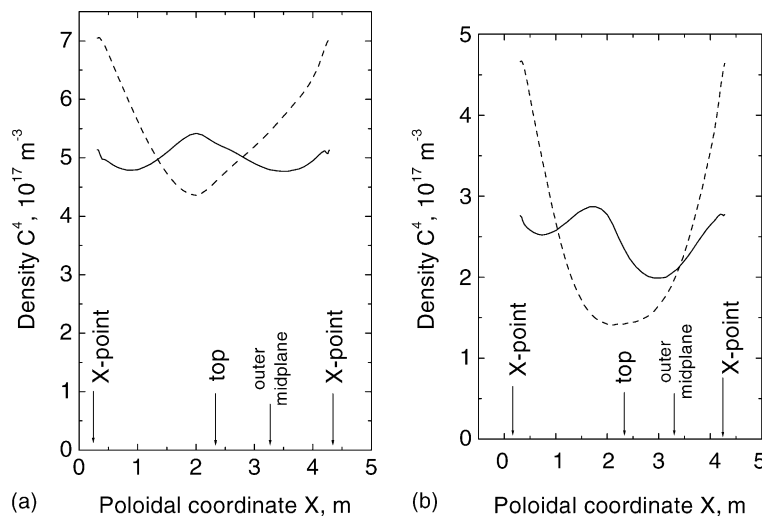 7
6
5
4
3
2
1
0
Density C⁴, 10¹⁷ m⁻³
X-point
top
outer
midplane
X-point
0 1 2 3 4 5
(a) Poloidal coordinate X, m
5
4
3
2
1
0
Density C⁴, 10¹⁷ m⁻³
X-point
top
outer
midplane
X-point
0 1 2 3 4 5
(b) Poloidal coordinate X, m